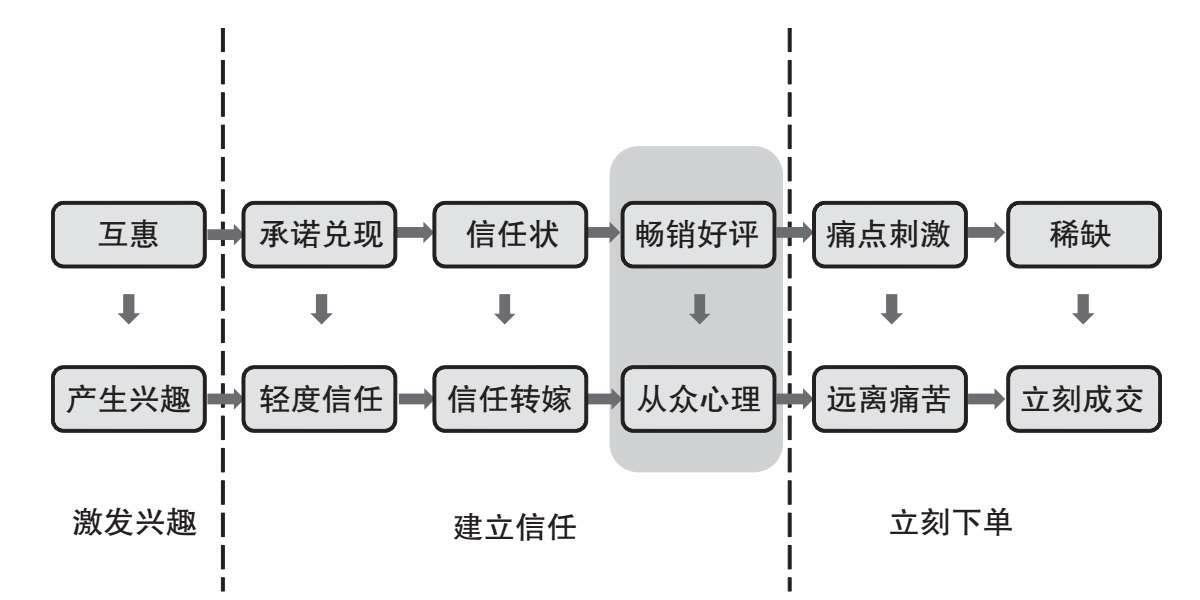 互惠 承诺兑现 信任状 畅销好评 痛点刺激 稀缺
产生兴趣 轻度信任 信任转嫁 从众心理 远离痛苦 立刻成交
激发兴趣 建立信任 立刻下单